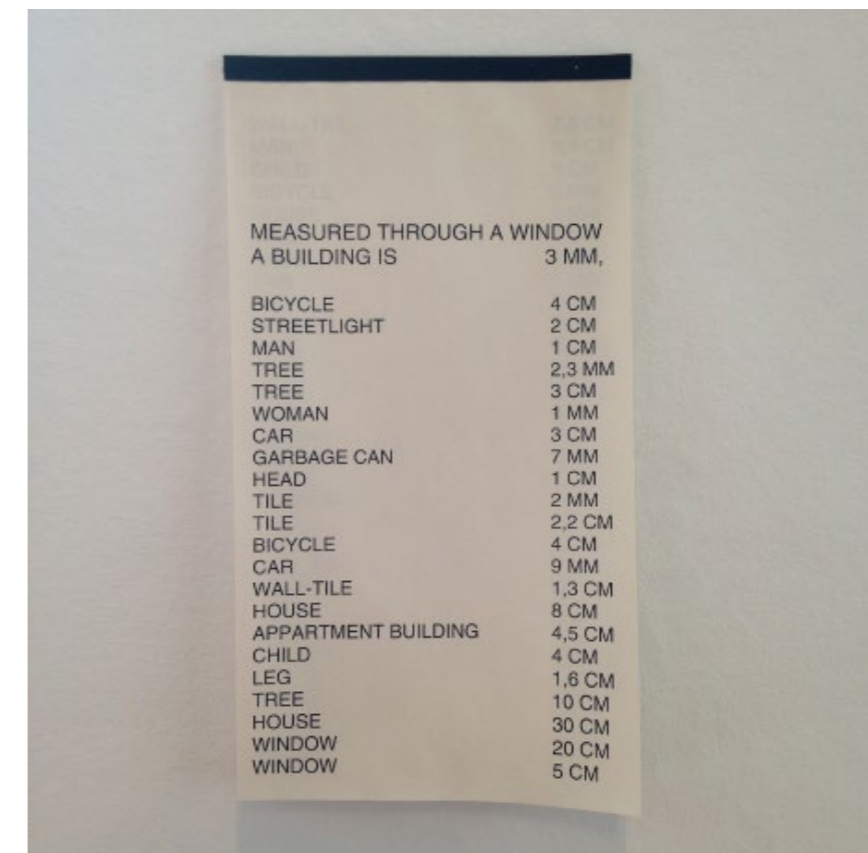 MEASURED THROUGH A WINDOW
A BUILDING IS 3 MM,
BICYCLE 4 CM
STREETLIGHT 2 CM
MAN 1 CM
TREE 2,3 MM
TREE 3 CM
WOMAN 1 MM
CAR 3 CM
GARBAGE CAN 7 MM
HEAD 1 CM
TILE 2 MM
TILE 2,2 CM
BICYCLE 4 CM
CAR 9 MM
WALL-TILE 1,3 CM
HOUSE 8 CM
APPARTMENT BUILDING 4,5 CM
CHILD 4 CM
LEG 1,6 CM
TREE 10 CM
HOUSE 30 CM
WINDOW 20 CM
WINDOW 5 CM